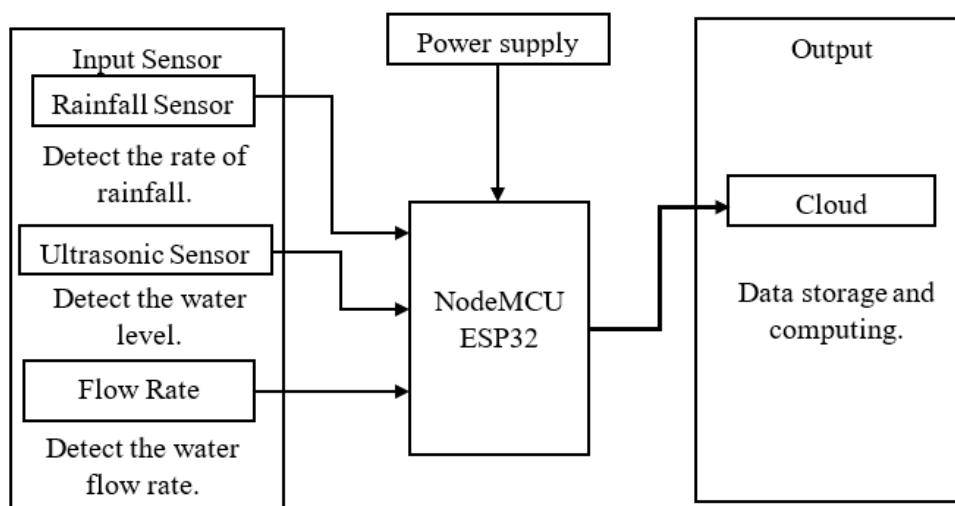 Input Sensor
Rainfall Sensor
Detect the rate of
rainfall.
Ultrasonic Sensor
Detect the water
level.
Flow Rate
Detect the water
flow rate.
Power supply
NodeMCU
ESP32
Output
Cloud
Data storage and
computing.